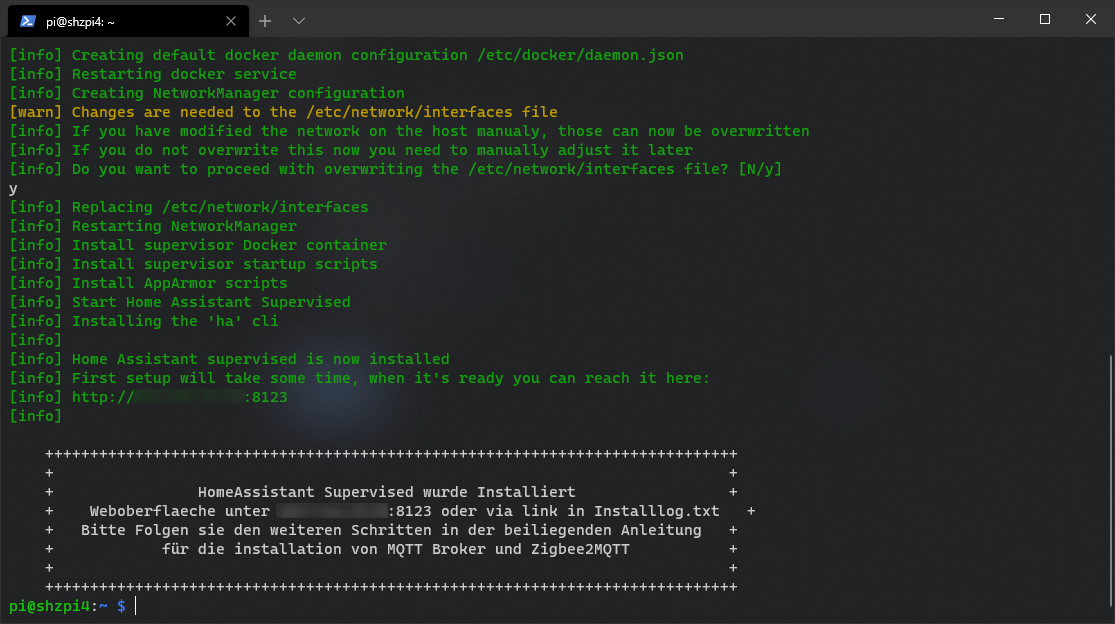 pi@shzpi4: ~
[info] Creating default docker daemon configuration /etc/docker/daemon.json
[info] Restarting docker service
[info] Creating NetworkManager configuration
[warn] Changes are needed to the /etc/network/interfaces file
[info] If you have modified the network on the host manualy, those can now be overwritten
[info] If you do not overwrite this now you need to manually adjust it later
[info] Do you want to proceed with overwriting the /etc/network/interfaces file? [N/y]
y
[info] Replacing /etc/network/interfaces
[info] Restarting NetworkManager
[info] Install supervisor Docker container
[info] Install supervisor startup scripts
[info] Install AppArmor scripts
[info] Start Home Assistant Supervised
[info] Installing the 'ha' cli
[info]
[info] Home Assistant supervised is now installed
[info] First setup will take some time, when it's ready you can reach it here:
[info] http:// :8123
[info]
+++++++++++++++++++++++++++++++++++++++++++++++++++++++++++++++++++++++++++++
+ +
+ HomeAssistant Supervised wurde Installiert +
+ Weboberflaeche unter :8123 oder via link in Installlog.txt +
+ Bitte Folgen sie den weiteren Schritten in der beiliegenden Anleitung +
+ für die installation von MQTT Broker und Zigbee2MQTT +
+ +
+++++++++++++++++++++++++++++++++++++++++++++++++++++++++++++++++++++++++++++
pi@shzpi4:~ $